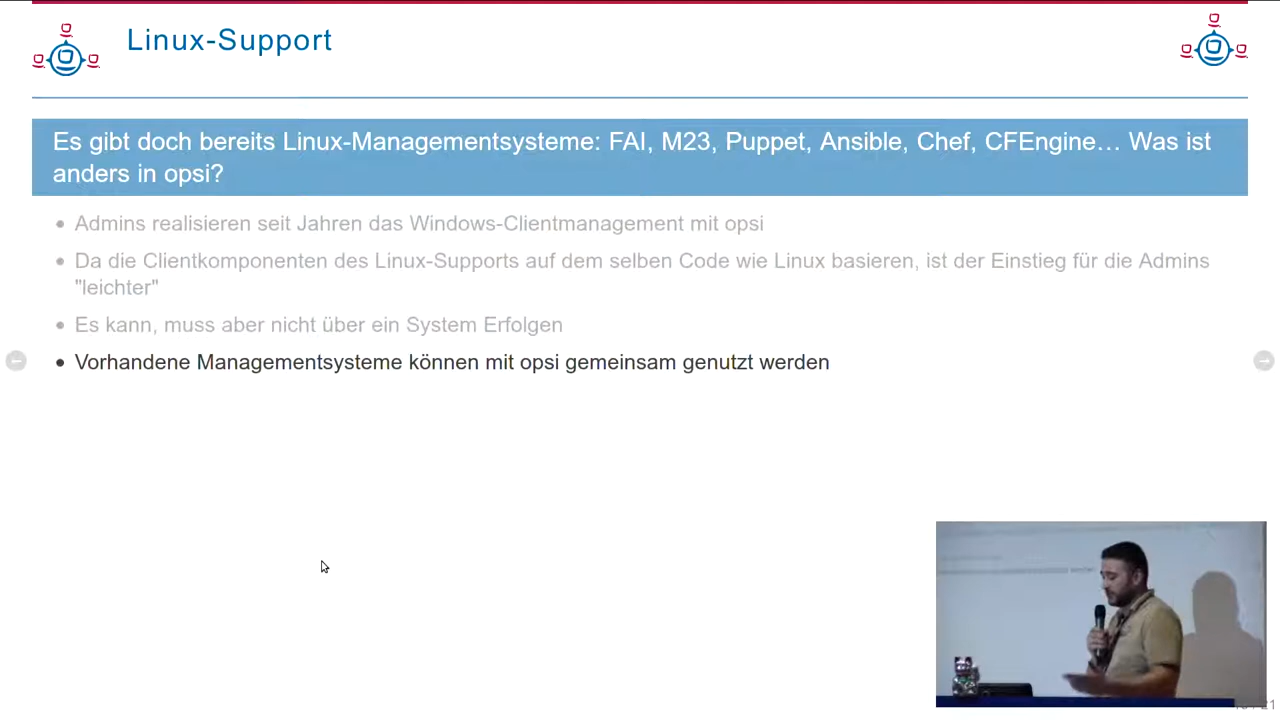 Linux-Support
Es gibt doch bereits Linux-Managementsysteme: FAI, M23, Puppet, Ansible, Chef, CFEngine… Was ist
anders in opsi?
Admins realisieren seit Jahren das Windows-Clientmanagement mit opsi
Da die Clientkomponenten des Linux-Supports auf dem selben Code wie Linux basieren, ist der Einstieg für die Admins
"leichter"
Es kann, muss aber nicht über ein System Erfolgen
Vorhandene Managementsysteme können mit opsi gemeinsam genutzt werden